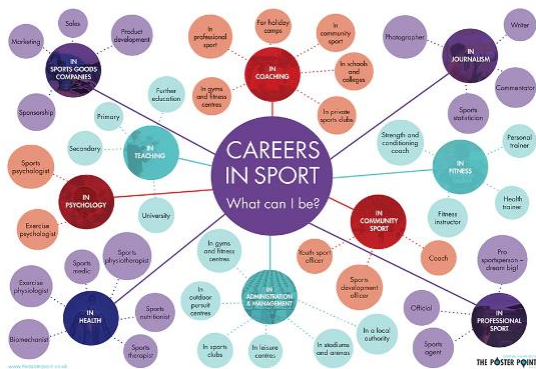 CAREERS
IN SPORT
What can I be?
IN
SPORTS GOODS
COMPANIES
Marketing
Sales
Product
development
Sponsorship
IN
TEACHING
Further
education
Primary
Secondary
University
IN
PSYCHOLOGY
Sports
psychologist
Exercise
psychologist
IN
HEALTH
Sports
physiotherapist
Sports
medic
Exercise
physiologist
Biomechanist
Sports
nutritionist
Sports
therapist
IN
COACHING
In
professional
sport
For holiday
camps
In
community
sport
In schools
and
colleges
In private
sports clubs
In gyms
and fitness
centres
IN
JOURNALISM
Photographer
Writer
Commentator
Sports
statistician
IN
FITNESS
Strength and
conditioning
coach
Personal
trainer
Health
trainer
Fitness
instructor
IN
COMMUNITY
SPORT
Youth sport
officer
Sports
development
officer
Coach
IN
ADMINISTRATION
& MANAGEMENT
In gyms
and fitness
centres
In
outdoor
pursuit
centres
In sports
clubs
In leisure
centres
In stadiums
and arenas
In a local
authority
IN
PROFESSIONAL
SPORT
Pro
sportsperson –
dream big!
Official
Sports
agent
THE POSTER POINT